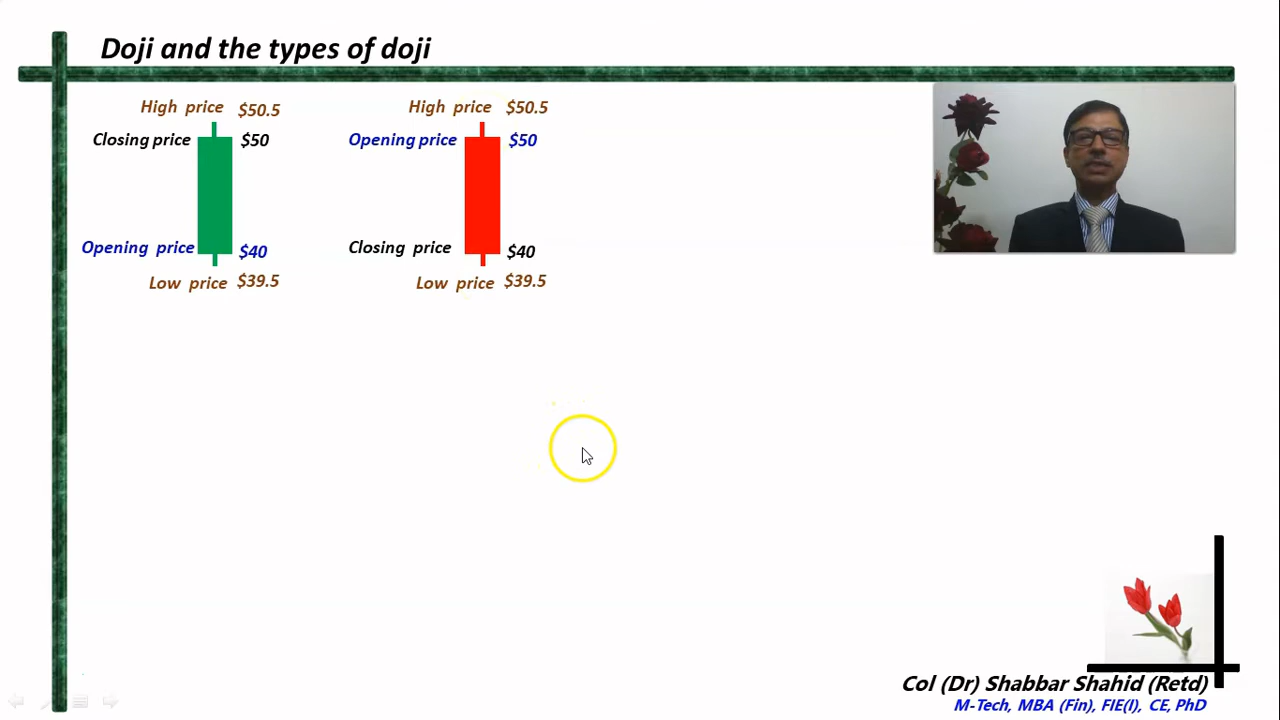 Doji and the types of doji
High price $50.5
Closing price $50
Opening price $40
Low price $39.5
High price $50.5
Opening price $50
Closing price $40
Low price $39.5
Col (Dr) Shabbar Shahid (Retd)
M-Tech, MBA (Fin), FIE(I), CE, PhD